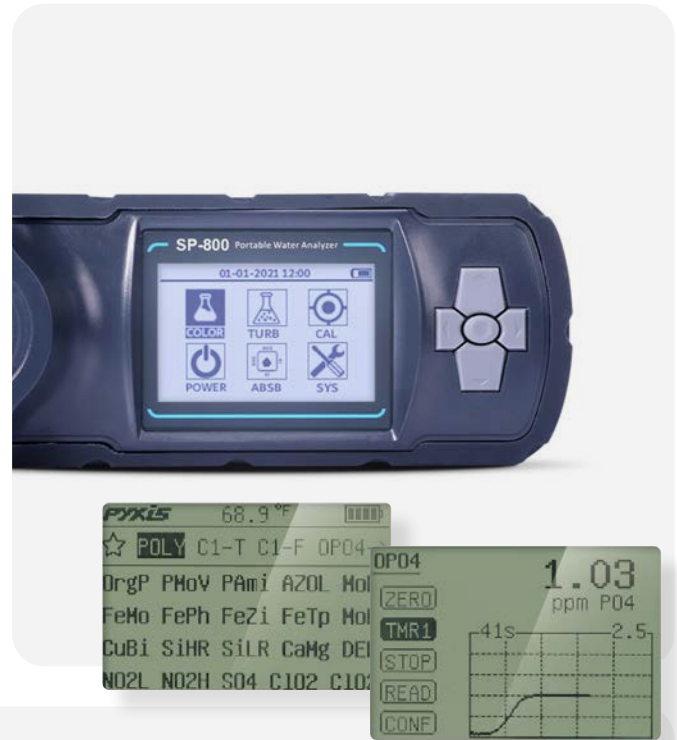 SP-800 Portable Water Analyzer
01-01-2021 12:00
COLOR TURB CAL
POWER ABSB SYS
PYXIS 68.9°F
POLY C1-T C1-F OPO4
OrgP PMoV PAmi AZOL
FeMo FePh FeZi FeTp
CuBi SiHR SiLR CaMg
NO2L NO2H SO4 ClO2
OPO4
1.03
ppm PO4
ZERO
TMR1
STOP
READ
CONF
41s 2.5